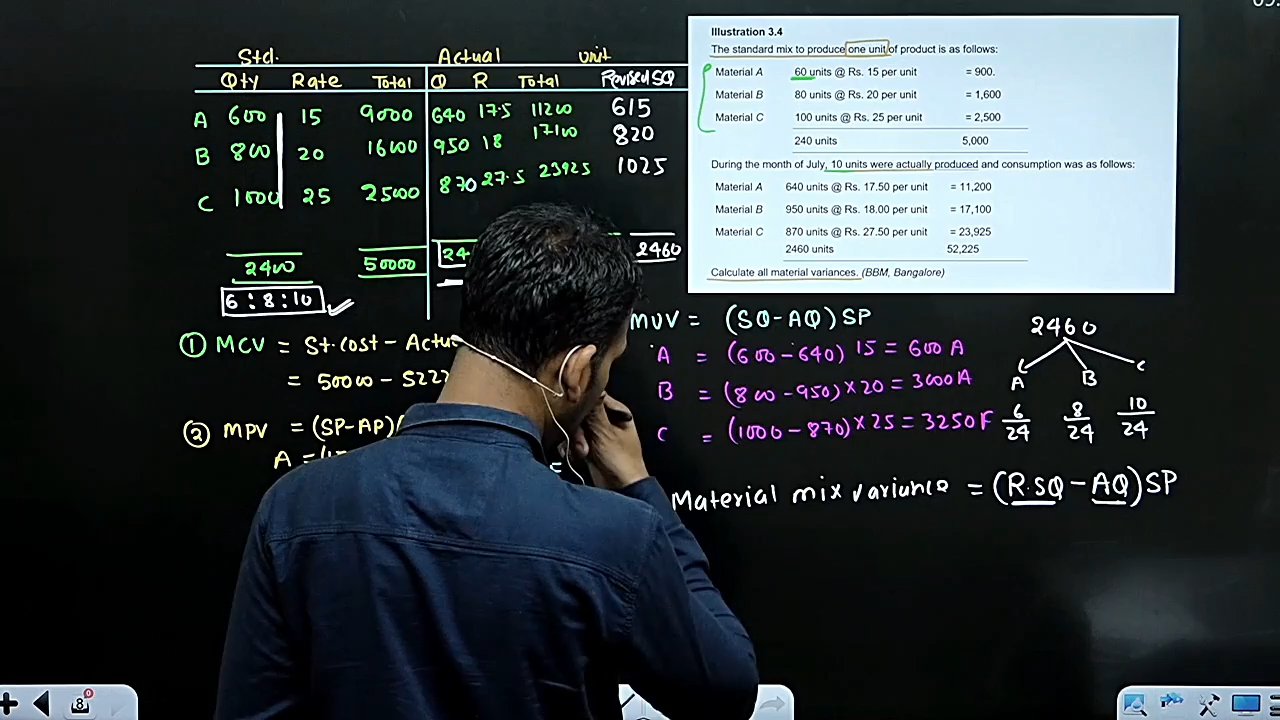 Std. Actual unit
Qty Rate Total Q R Total Revised SQ
A 600 15 9000 640 17.5 11200 615
B 800 20 16000 950 18 17100 820
C 1000 25 25000 870 27.5 23925 1025
2400 50000 24 2460
6 : 8 : 10
① MCV = St. cost - Actu
= 50000 - 5222
② MPV = (SP-AP)
A =
Illustration 3.4
The standard mix to produce one unit of product is as follows:
Material A 60 units @ Rs. 15 per unit = 900.
Material B 80 units @ Rs. 20 per unit = 1,600
Material C 100 units @ Rs. 25 per unit = 2,500
240 units 5,000
During the month of July, 10 units were actually produced and consumption was as follows:
Material A 640 units @ Rs. 17.50 per unit = 11,200
Material B 950 units @ Rs. 18.00 per unit = 17,100
Material C 870 units @ Rs. 27.50 per unit = 23,925
2460 units 52,225
Calculate all material variances. (BBM, Bangalore)
MUV = (SQ-AQ) SP
A = (600-640) 15 = 600 A
B = (800-950) × 20 = 3000 A
C = (1000-870) × 25 = 3250 F
=
2460
A B C
6/24 8/24 10/24
Material mix variance = (R.SQ - AQ) SP
8
0